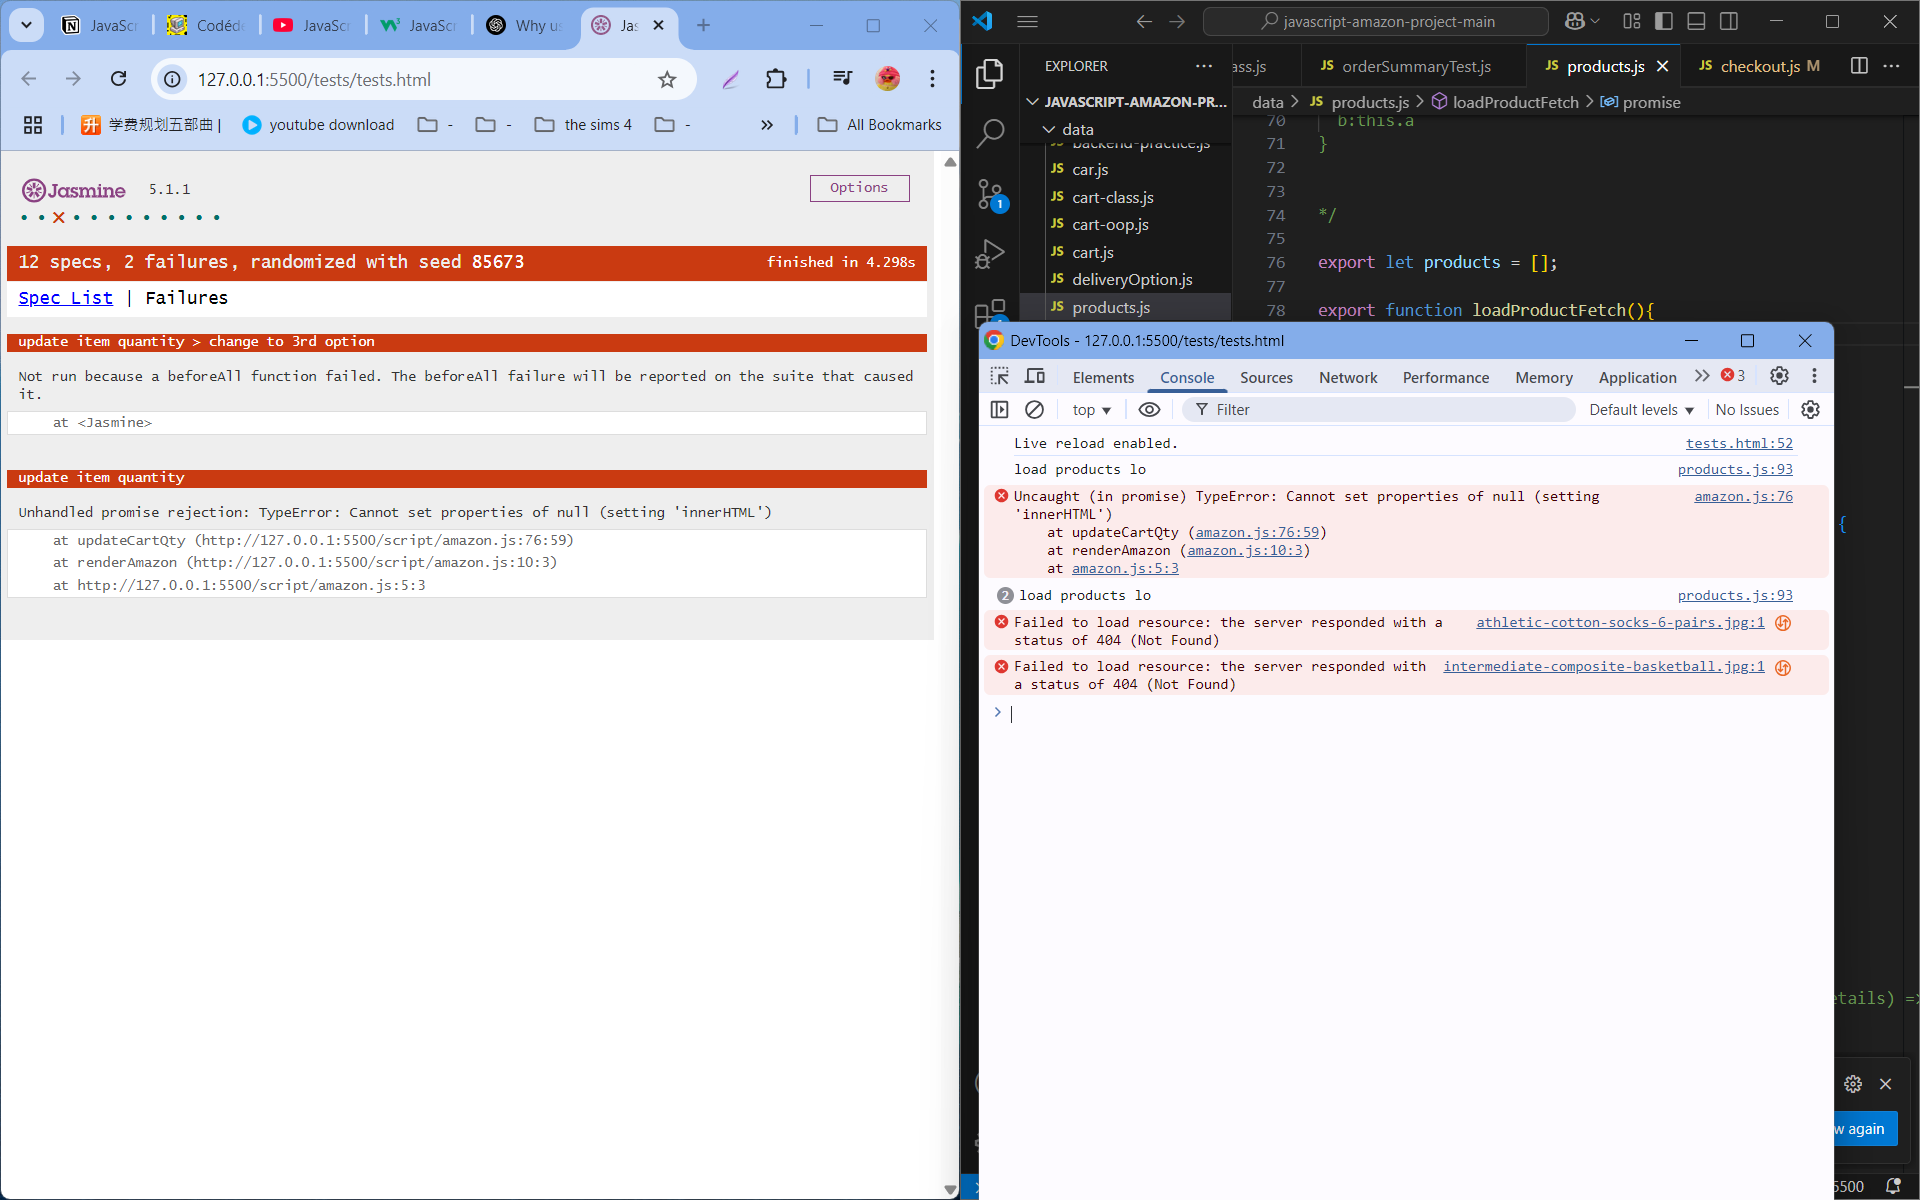 JavaScr
Codéde
JavaScr
JavaScr
Why us
Jas
127.0.0.1:5500/tests/tests.html
学费规划五部曲 |
youtube download
-
-
the sims 4
-
All Bookmarks
Jasmine 5.1.1
Options
12 specs, 2 failures, randomized with seed 85673
finished in 4.298s
Spec List | Failures
update item quantity > change to 3rd option
Not run because a beforeAll function failed. The beforeAll failure will be reported on the suite that caused
it.
at <Jasmine>
update item quantity
Unhandled promise rejection: TypeError: Cannot set properties of null (setting 'innerHTML')
at updateCartQty (http://127.0.0.1:5500/script/amazon.js:76:59)
at renderAmazon (http://127.0.0.1:5500/script/amazon.js:10:3)
at http://127.0.0.1:5500/script/amazon.js:5:3
javascript-amazon-project-main
EXPLORER
JAVASCRIPT-AMAZON-PR...
data
backend-practice.js
JS car.js
JS cart-class.js
JS cart-oop.js
JS cart.js
JS deliveryOption.js
JS products.js
1
ass.js
JS orderSummaryTest.js
JS products.js
JS checkout.js M
data > JS products.js > loadProductFetch > promise
70 b:this.a
71 }
72
73
74 */
75
76 export let products = [];
77
78 export function loadProductFetch(){
{
etails) =>
w again
5500
DevTools - 127.0.0.1:5500/tests/tests.html
Elements
Console
Sources
Network
Performance
Memory
Application
3
top
Filter
Default levels
No Issues
Live reload enabled. tests.html:52
load products lo products.js:93
Uncaught (in promise) TypeError: Cannot set properties of null (setting amazon.js:76
'innerHTML')
at updateCartQty (amazon.js:76:59)
at renderAmazon (amazon.js:10:3)
at amazon.js:5:3
2 load products lo products.js:93
Failed to load resource: the server responded with a athletic-cotton-socks-6-pairs.jpg:1
status of 404 (Not Found)
Failed to load resource: the server responded with intermediate-composite-basketball.jpg:1
a status of 404 (Not Found)